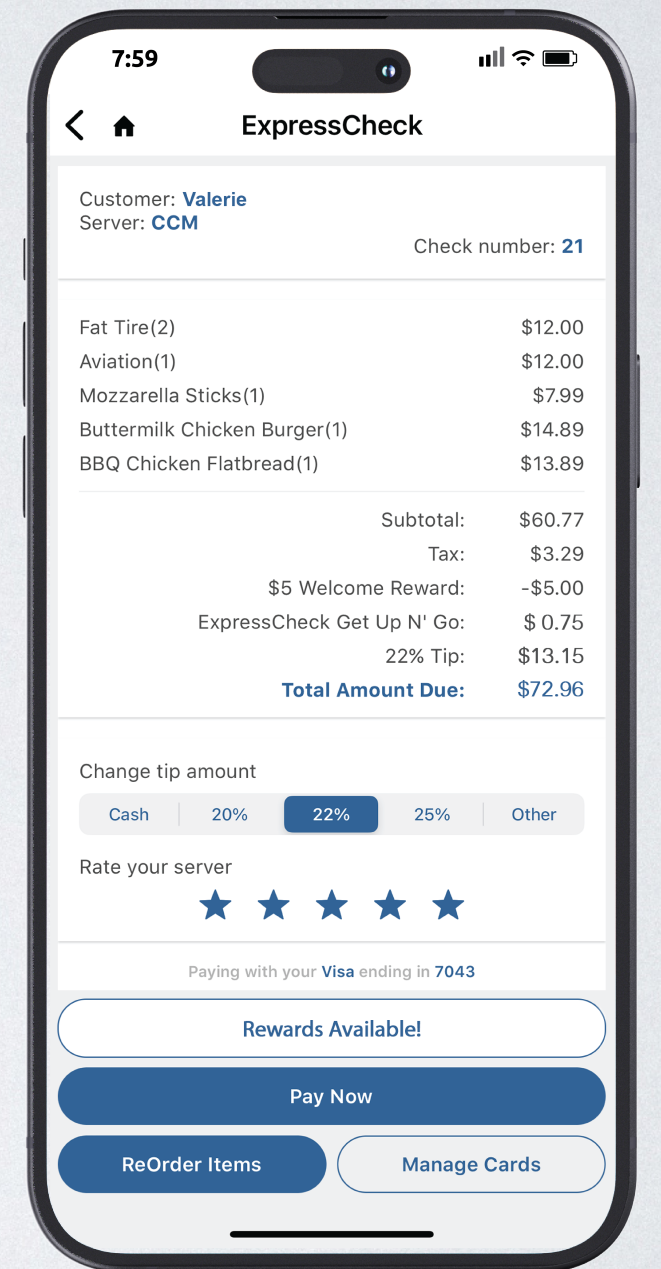 7:59
ExpressCheck
Customer: Valerie
Server: CCM
Check number: 21
Fat Tire(2) $12.00
Aviation(1) $12.00
Mozzarella Sticks(1) $7.99
Buttermilk Chicken Burger(1) $14.89
BBQ Chicken Flatbread(1) $13.89
Subtotal: $60.77
Tax: $3.29
$5 Welcome Reward: -$5.00
ExpressCheck Get Up N' Go: $ 0.75
22% Tip: $13.15
Total Amount Due: $72.96
Change tip amount
Cash 20% 22% 25% Other
Rate your server
Paying with your Visa ending in 7043
Rewards Available!
Pay Now
ReOrder Items Manage Cards